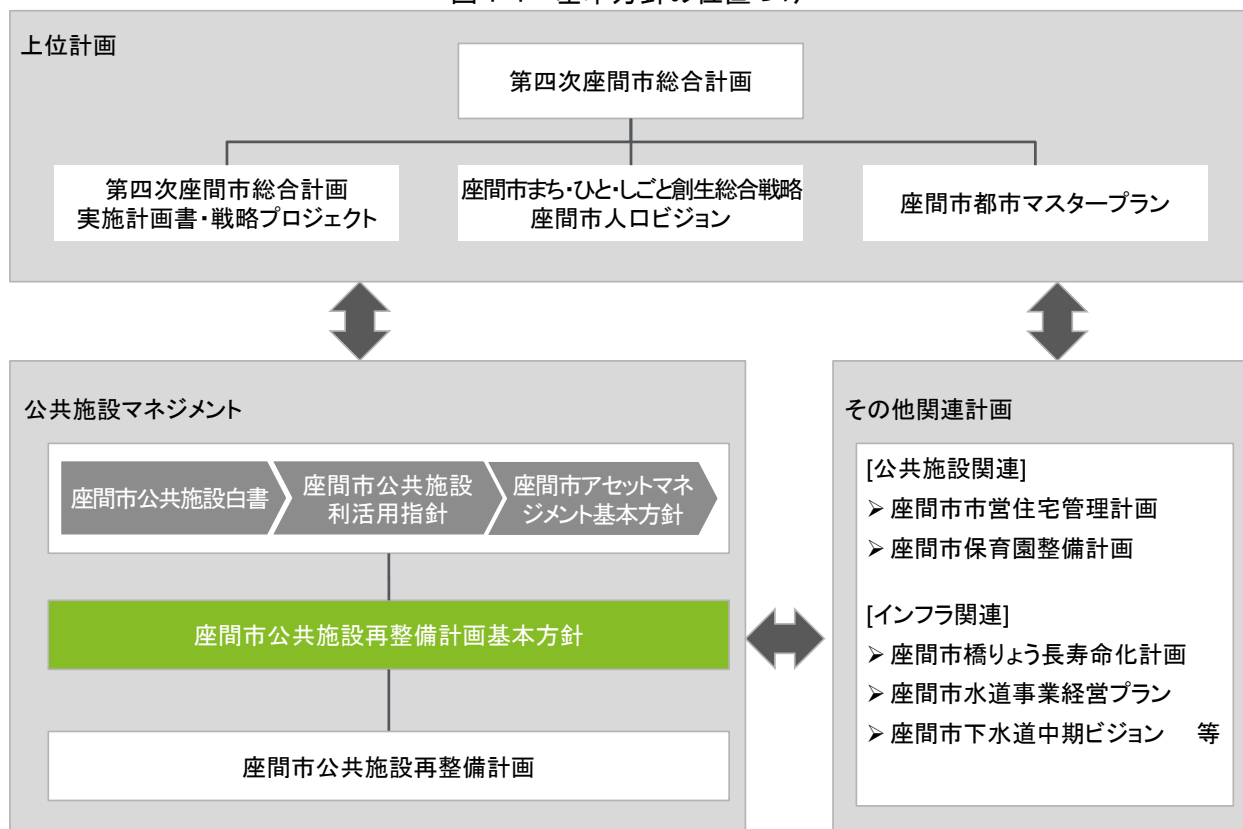 上位計画
第四次座間市総合計画
第四次座間市総合計画
実施計画書・戦略プロジェクト
座間市まち・ひと・しごと創生総合戦略
座間市人口ビジョン
座間市都市マスタープラン
公共施設マネジメント
座間市公共施設白書
座間市公共施設
利活用指針
座間市アセットマネ
ジメント基本方針
座間市公共施設再整備計画基本方針
座間市公共施設再整備計画
その他関連計画
[公共施設関連]
➢ 座間市市営住宅管理計画
➢ 座間市保育園整備計画
[インフラ関連]
➢ 座間市橋りょう長寿命化計画
➢ 座間市水道事業経営プラン
➢ 座間市下水道中期ビジョン 等